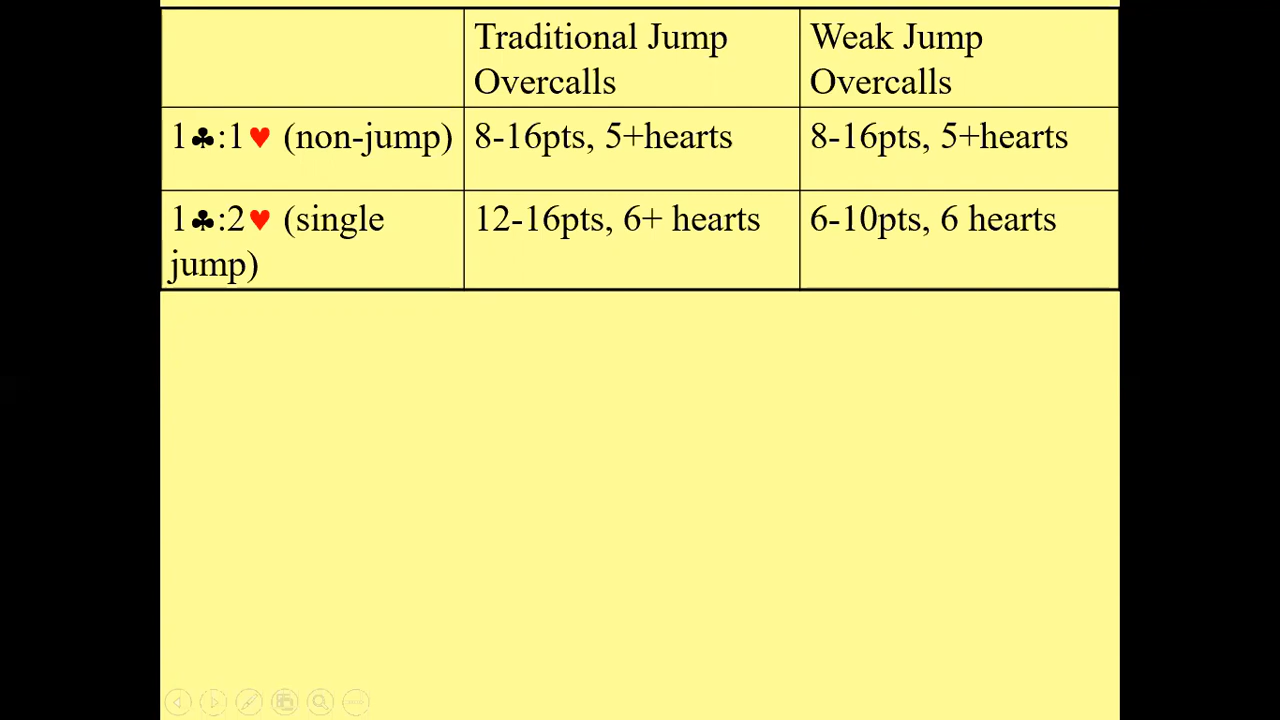 Traditional Jump Overcalls
Weak Jump Overcalls
1♣:1♥ (non-jump)
8-16pts, 5+hearts
8-16pts, 5+hearts
1♣:2♥ (single jump)
12-16pts, 6+ hearts
6-10pts, 6 hearts